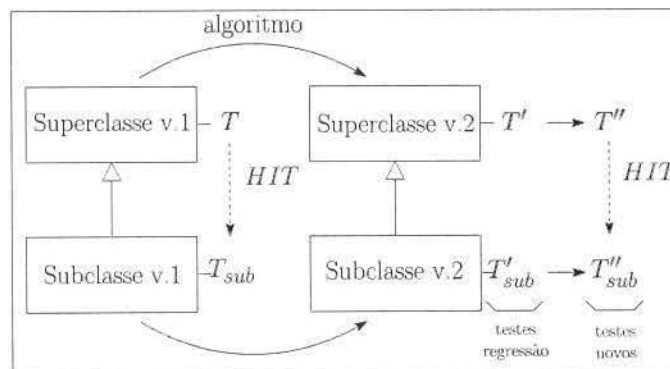 algoritmo
Superclasse v.1 T Superclasse v.2 T′ T″
HIT HIT
Subclasse v.1 T_sub Subclasse v.2 T′_sub T″_sub
testes testes
regressão novos